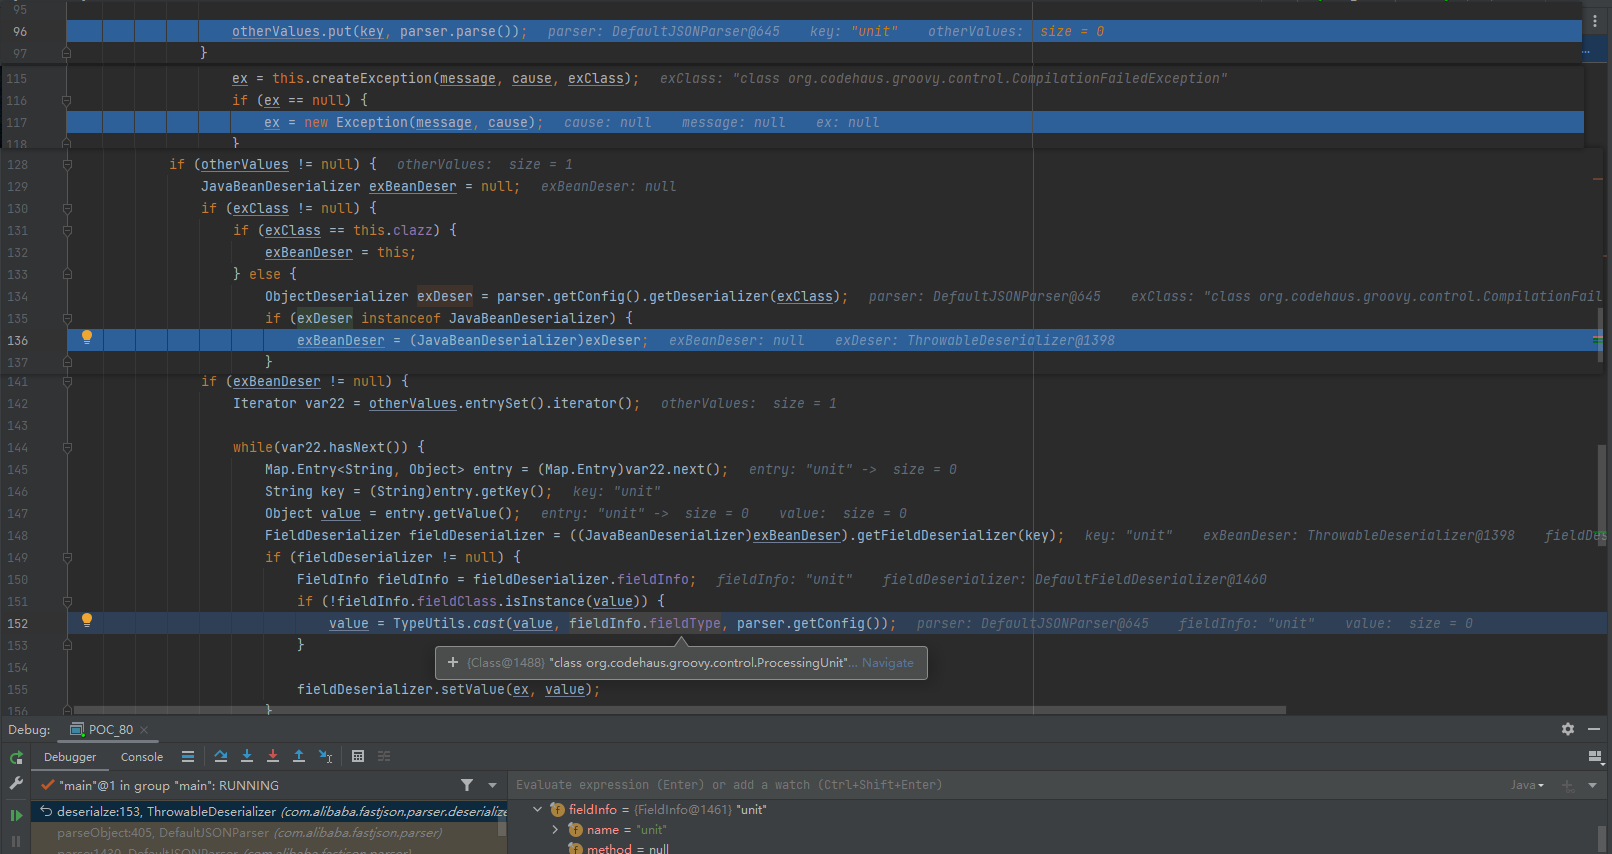 95
96 otherValues.put(key, parser.parse()); parser: DefaultJSONParser@645 key: "unit" otherValues: size = 0
97 }
115 ex = this.createException(message, cause, exClass); exClass: "class org.codehaus.groovy.control.CompilationFailedException"
116 if (ex == null) {
117 ex = new Exception(message, cause); cause: null message: null ex: null
118 }
128 if (otherValues != null) { otherValues: size = 1
129 JavaBeanDeserializer exBeanDeser = null; exBeanDeser: null
130 if (exClass != null) {
131 if (exClass == this.clazz) {
132 exBeanDeser = this;
133 } else {
134 ObjectDeserializer exDeser = parser.getConfig().getDeserializer(exClass); parser: DefaultJSONParser@645 exClass: "class org.codehaus.groovy.control.CompilationFail
135 if (exDeser instanceof JavaBeanDeserializer) {
136 exBeanDeser = (JavaBeanDeserializer)exDeser; exBeanDeser: null exDeser: ThrowableDeserializer@1398
137 }
141 if (exBeanDeser != null) {
142 Iterator var22 = otherValues.entrySet().iterator(); otherValues: size = 1
143
144 while(var22.hasNext()) {
145 Map.Entry<String, Object> entry = (Map.Entry)var22.next(); entry: "unit" -> size = 0
146 String key = (String)entry.getKey(); key: "unit"
147 Object value = entry.getValue(); entry: "unit" -> size = 0 value: size = 0
148 FieldDeserializer fieldDeserializer = ((JavaBeanDeserializer)exBeanDeser).getFieldDeserializer(key); key: "unit" exBeanDeser: ThrowableDeserializer@1398 fieldDes
149 if (fieldDeserializer != null) {
150 FieldInfo fieldInfo = fieldDeserializer.fieldInfo; fieldInfo: "unit" fieldDeserializer: DefaultFieldDeserializer@1460
151 if (!fieldInfo.fieldClass.isInstance(value)) {
152 value = TypeUtils.cast(value, fieldInfo.fieldType, parser.getConfig()); parser: DefaultJSONParser@645 fieldInfo: "unit" value: size = 0
153 }
+ {Class@1488} "class org.codehaus.groovy.control.ProcessingUnit"... Navigate
154
155 fieldDeserializer.setValue(ex, value);
156 }
Debug: POC_80
Debugger Console
"main"@1 in group "main": RUNNING
Evaluate expression (Enter) or add a watch (Ctrl+Shift+Enter) Java
deserialze:153, ThrowableDeserializer (com.alibaba.fastjson.parser.deserialize
fieldInfo = {FieldInfo@1461} "unit"
parseObject:405, DefaultJSONParser (com.alibaba.fastjson.parser)
name = "unit"
parse:1430, DefaultJSONParser (com.alibaba.fastjson.parser)
method = null